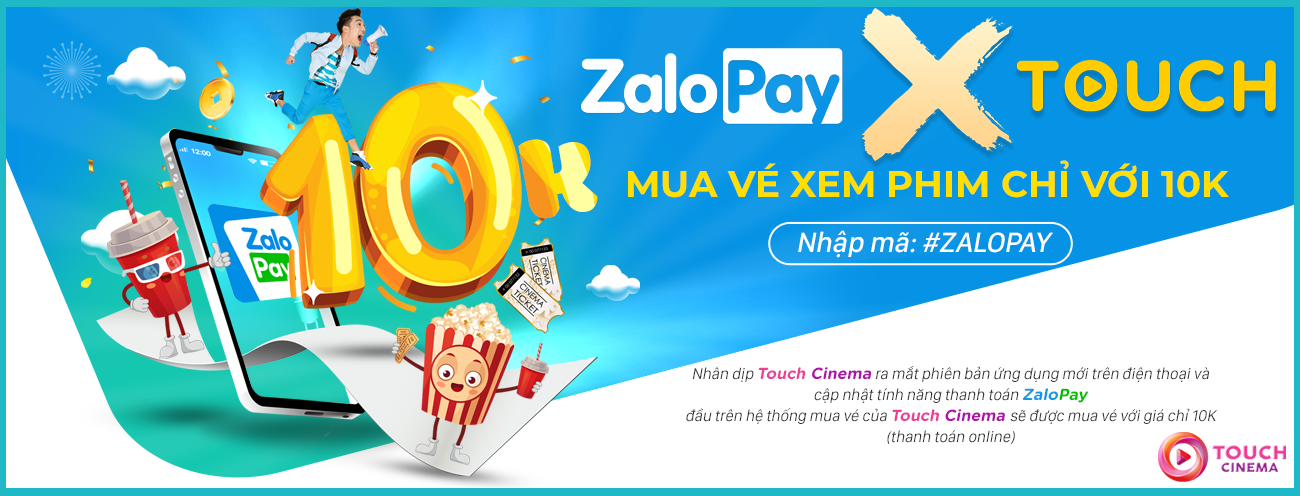 ZaloPay X TOUCH
MUA VÉ XEM PHIM CHỈ VỚI 10K
Nhập mã: #ZALOPAY
12:00
Zalo
Pay
10K
CINEMA
TICKET
CINEMA
TICKET
Nhân dịp Touch Cinema ra mắt phiên bản ứng dụng mới trên điện thoại và
cập nhật tính năng thanh toán ZaloPay
đầu trên hệ thống mua vé của Touch Cinema sẽ được mua vé với giá chỉ 10K
(thanh toán online)
TOUCH
CINEMA